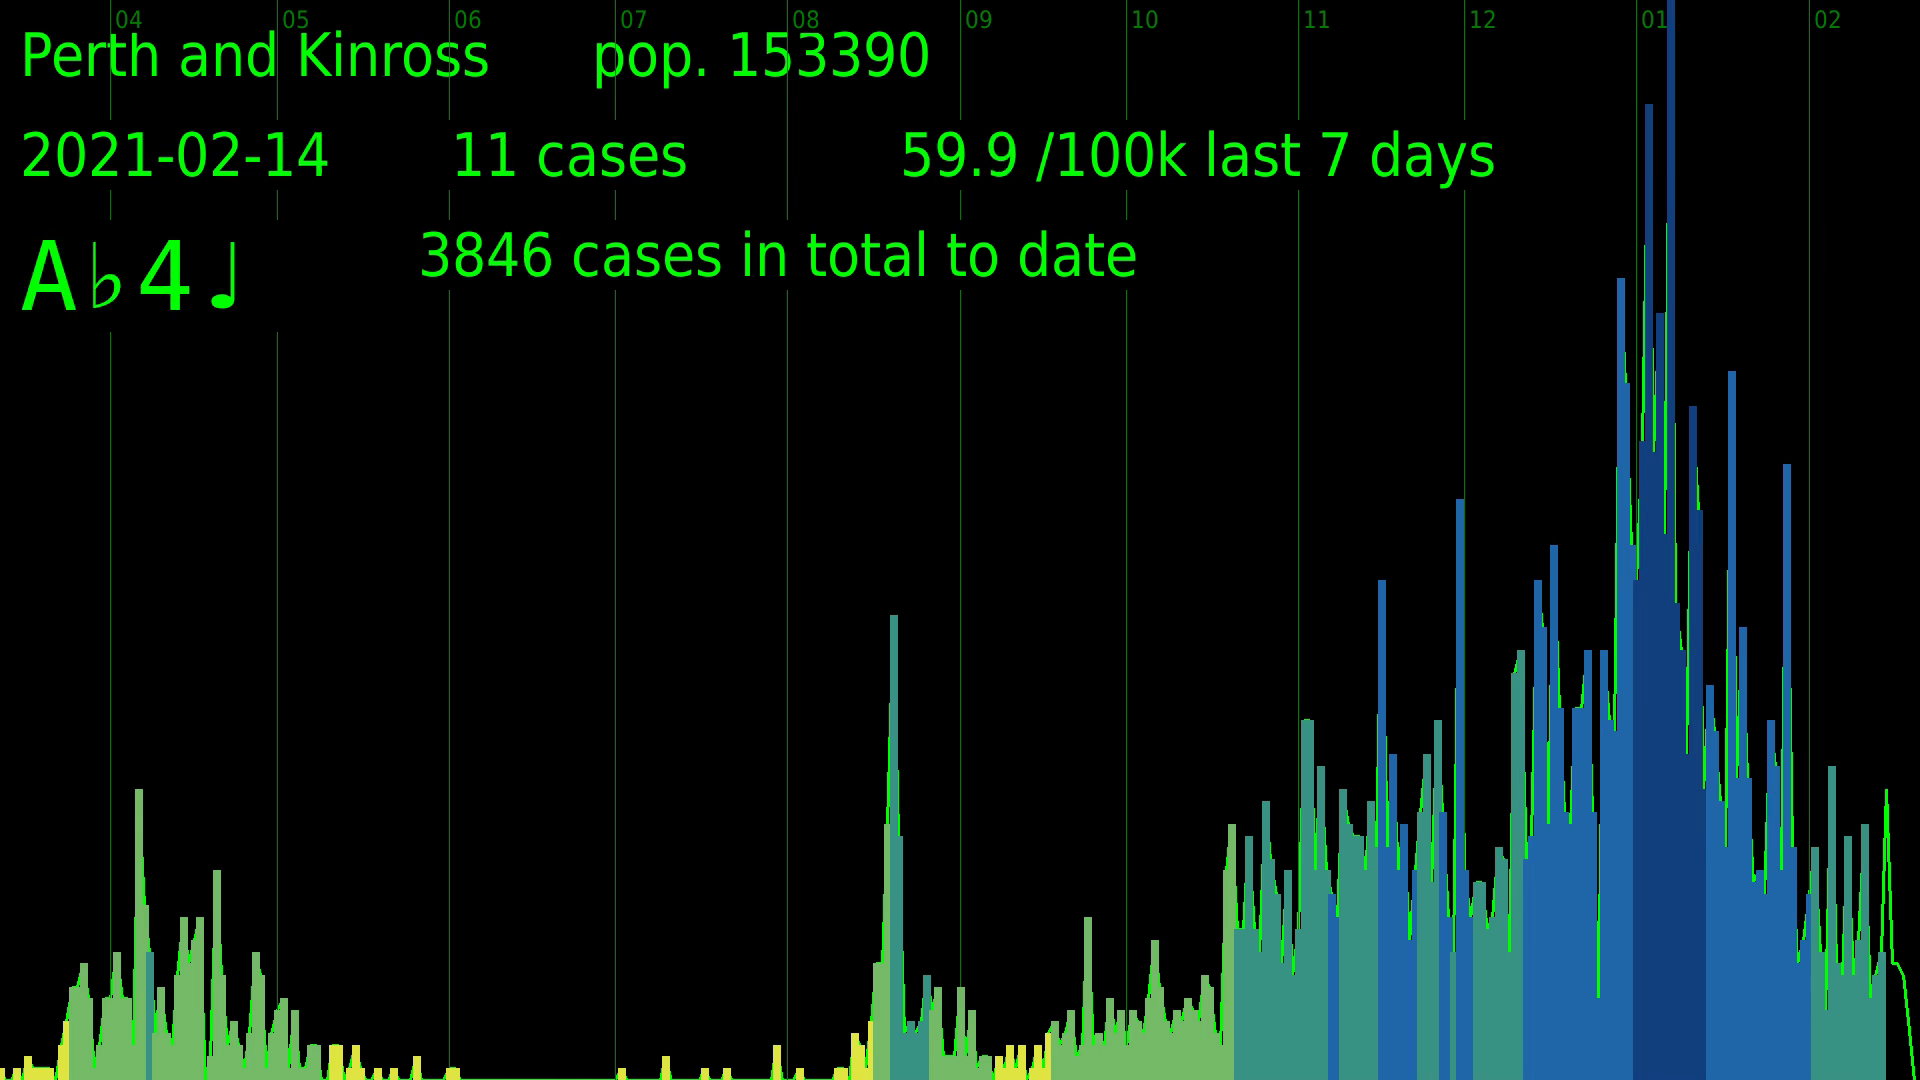 04 05 06 07 08 09 10 11 12 01 02
Perth and Kinross pop. 153390
2021-02-14 11 cases 59.9 /100k last 7 days
A♭4♩ 3846 cases in total to date